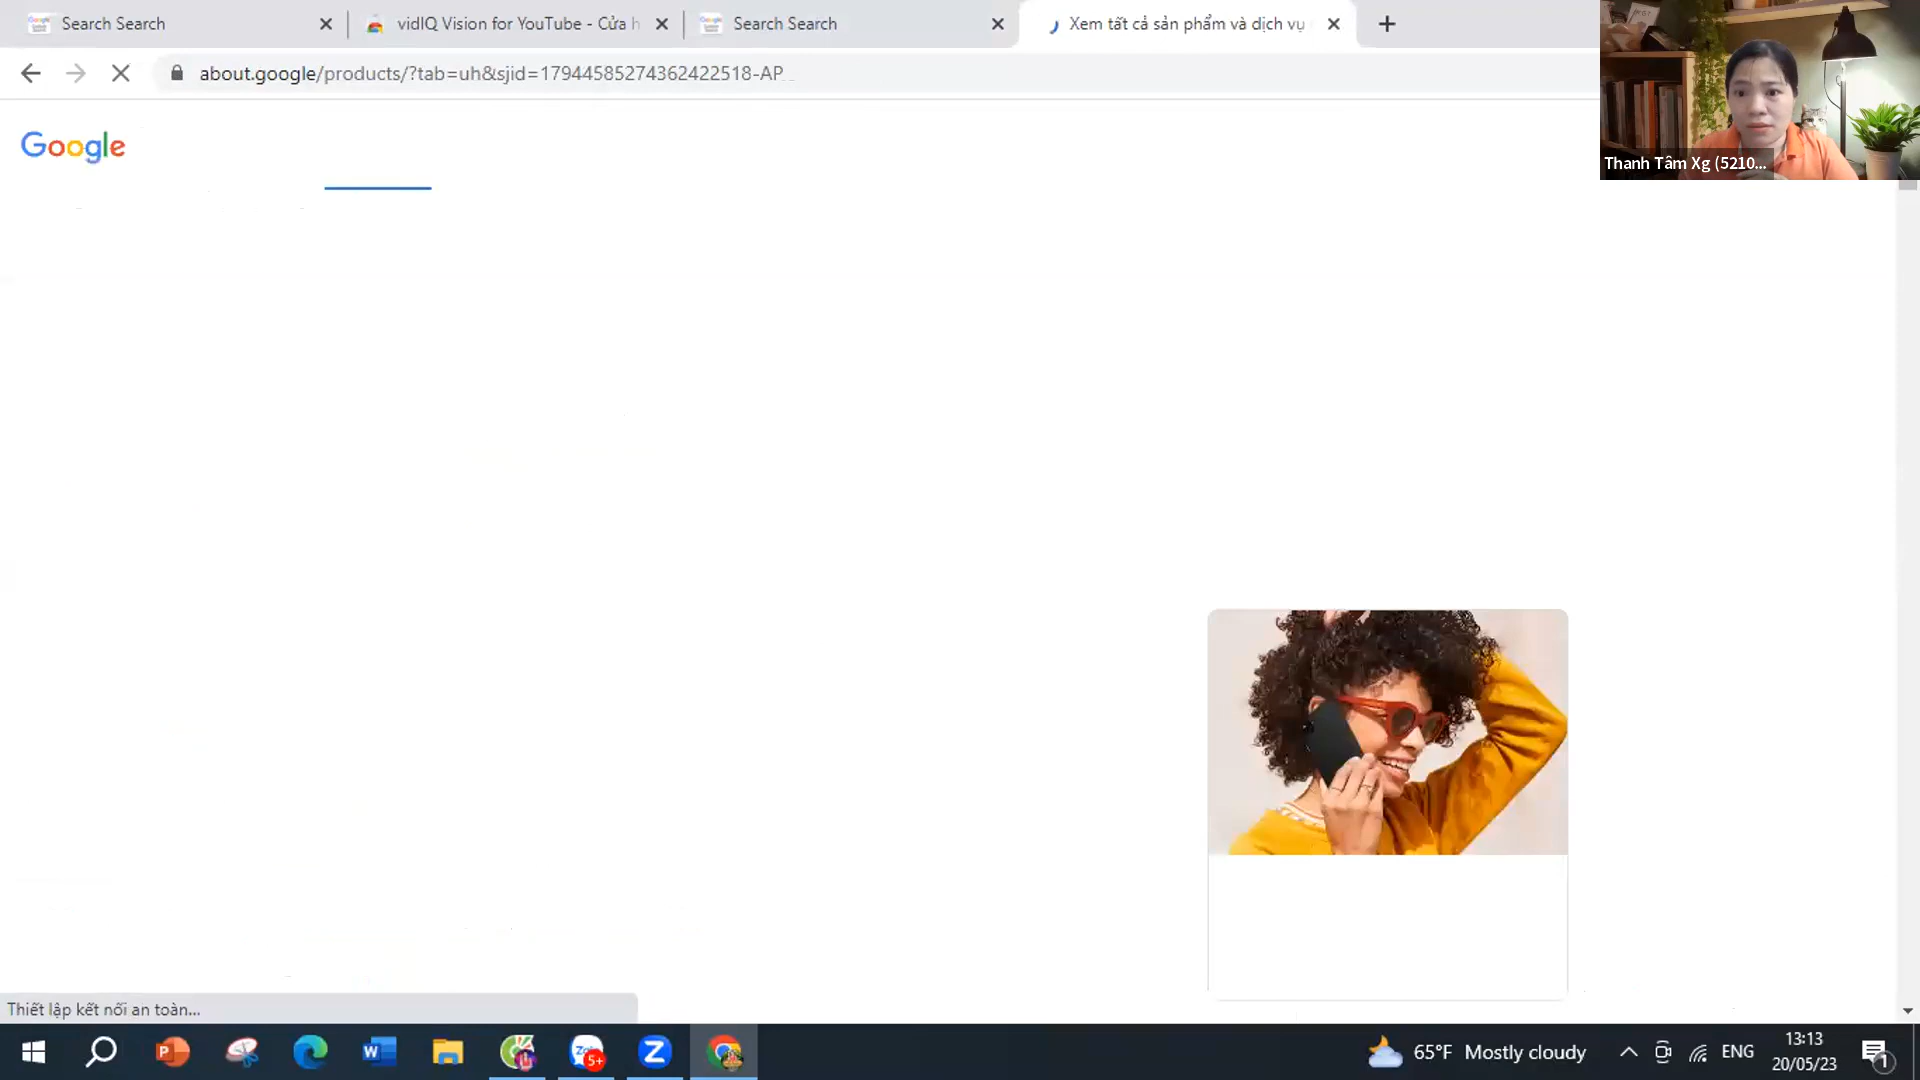 Search Search
vidIQ Vision for YouTube - Cửa h
Search Search
Xem tất cả sản phẩm và dịch vụ
about.google/products/?tab=uh&sjid=17944585274362422518-AP
Google
Thanh Tâm Xg (5210...
Thiết lập kết nối an toàn...
5+
65°F Mostly cloudy
ENG
13:13
20/05/23
1